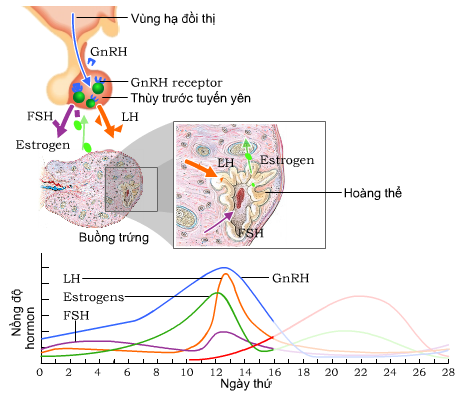 Vùng hạ đồi thị
GnRH
GnRH receptor
Thùy trước tuyến yên
FSH
LH
Estrogen
LH
Estrogen
Hoàng thể
FSH
Buồng trứng
LH
GnRH
Estrogens
FSH
Nồng độ
hormon
0 2 4 6 8 10 12 14 16 18 20 22 24 26 28
Ngày thứ